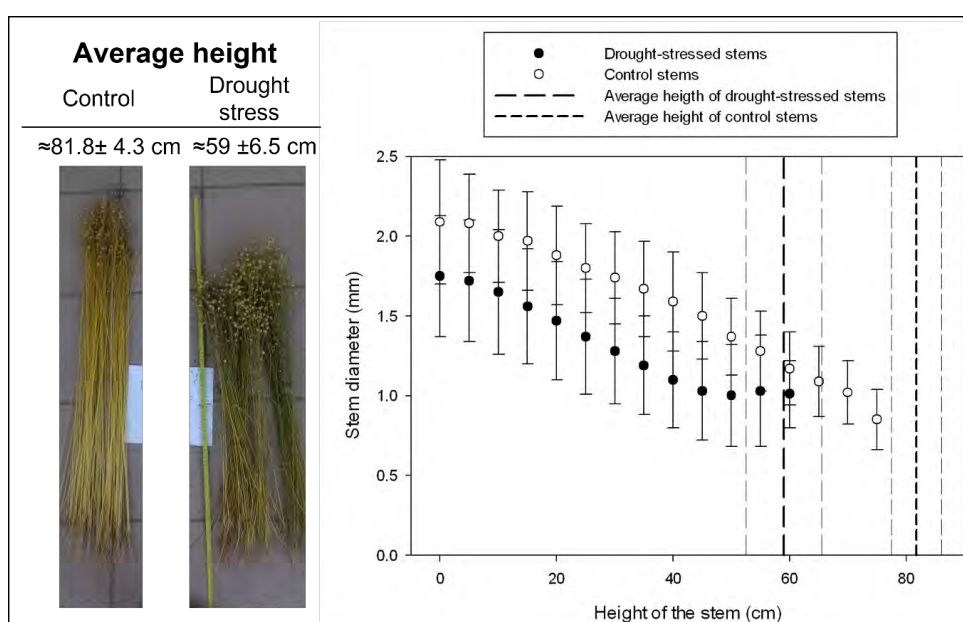 Average height
Control
Drought
stress
≈81.8± 4.3 cm
≈59 ±6.5 cm
Drought-stressed stems
Control stems
Average heigth of drought-stressed stems
Average height of control stems
Stem diameter (mm)
2.5
2.0
1.5
1.0
0.5
0.0
0
20
40
60
80
Height of the stem (cm)